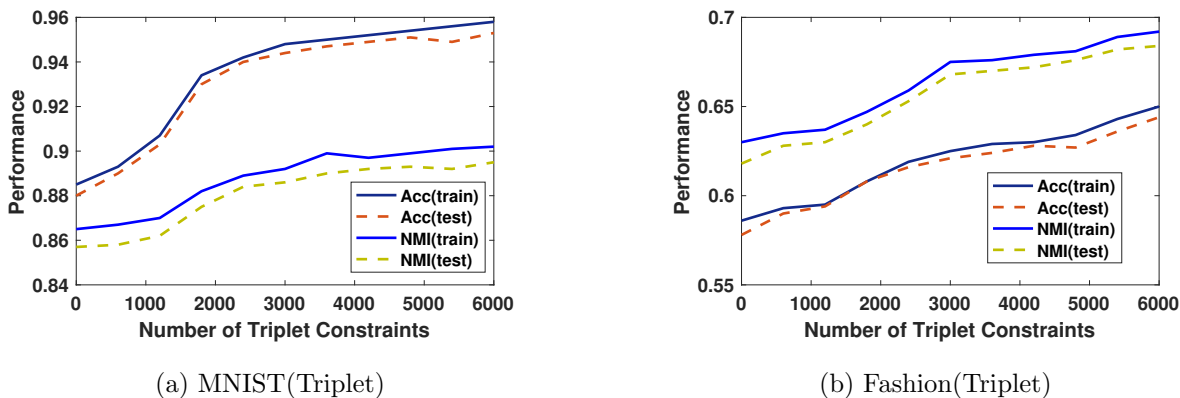 0.96
0.94
0.92
0.9
0.88
0.86
0.84
Performance
0 1000 2000 3000 4000 5000 6000
Number of Triplet Constraints
Acc(train)
Acc(test)
NMI(train)
NMI(test)
(a) MNIST(Triplet)
0.7
0.65
0.6
0.55
Performance
0 1000 2000 3000 4000 5000 6000
Number of Triplet Constraints
Acc(train)
Acc(test)
NMI(train)
NMI(test)
(b) Fashion(Triplet)